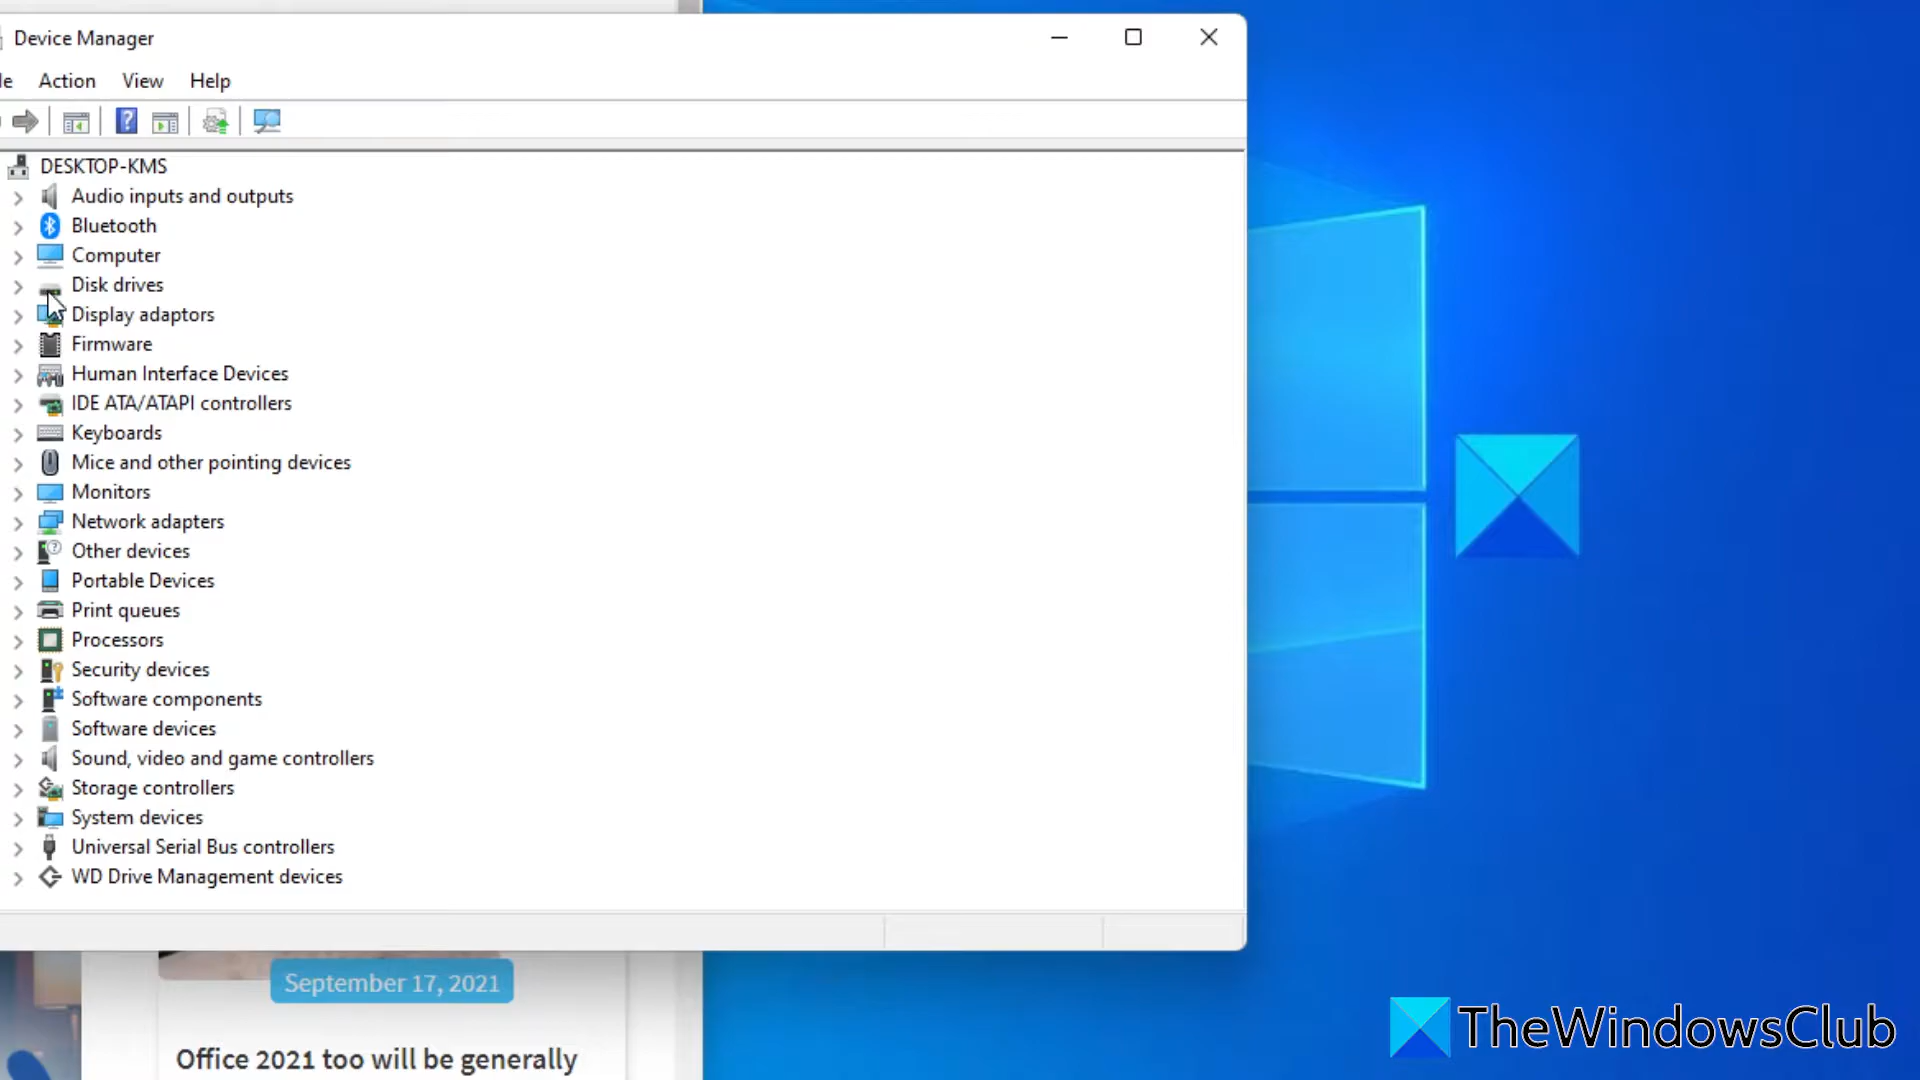 Device Manager
le Action View Help
DESKTOP-KMS
Audio inputs and outputs
Bluetooth
Computer
Disk drives
Display adaptors
Firmware
Human Interface Devices
IDE ATA/ATAPI controllers
Keyboards
Mice and other pointing devices
Monitors
Network adapters
Other devices
Portable Devices
Print queues
Processors
Security devices
Software components
Software devices
Sound, video and game controllers
Storage controllers
System devices
Universal Serial Bus controllers
WD Drive Management devices
September 17, 2021
Office 2021 too will be generally
TheWindowsClub